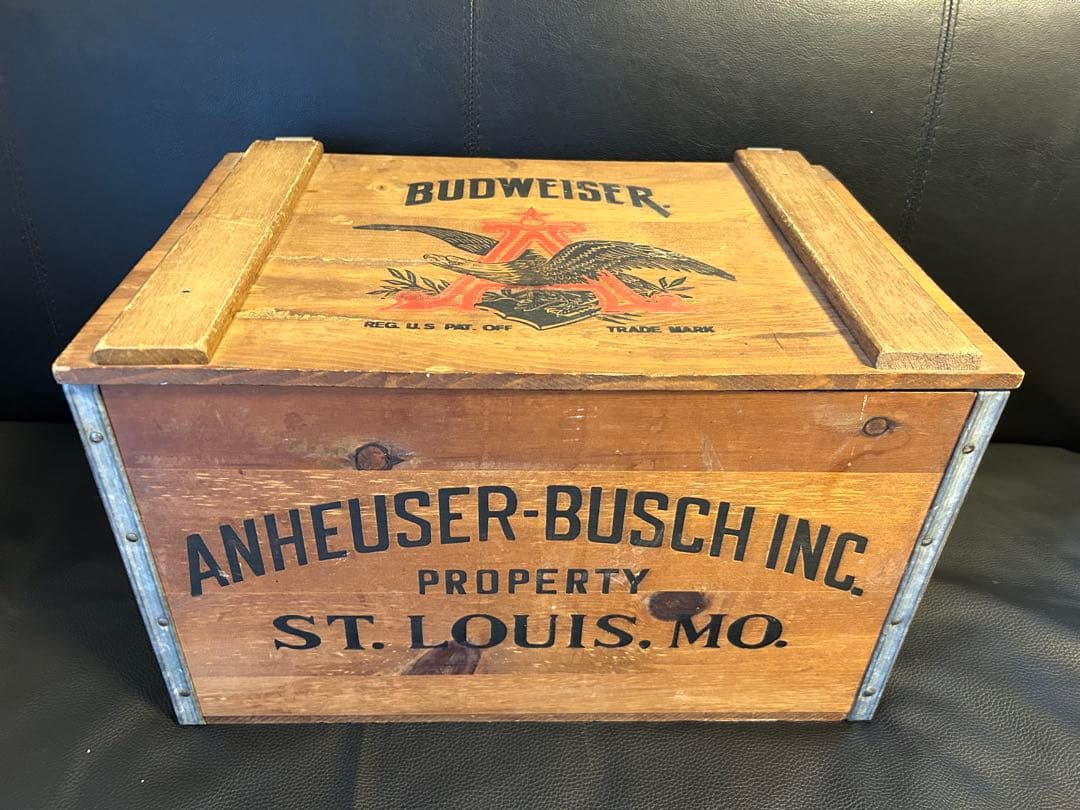 BUDWEISER.
A
REG. U.S. PAT. OFF
TRADE MARK
ANHEUSER-BUSCH INC.
PROPERTY
ST. LOUIS. MO.